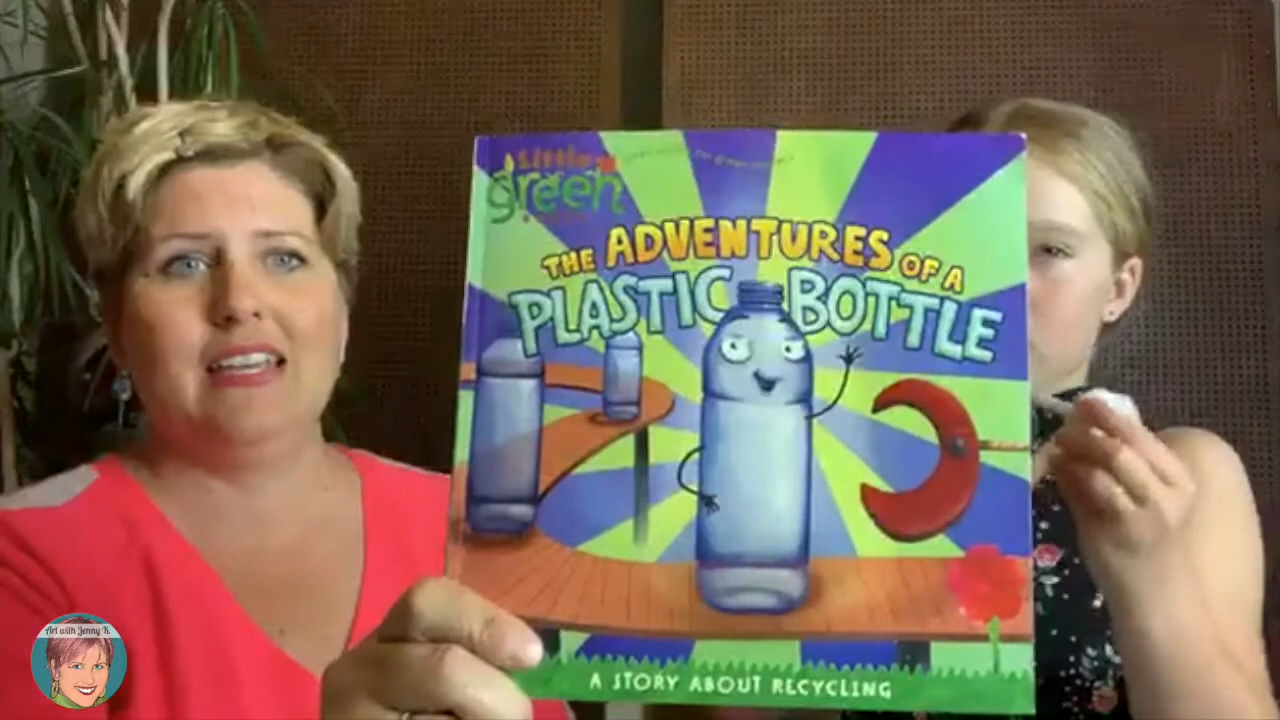 Little
green
THE ADVENTURES OF A
PLASTIC BOTTLE
A STORY ABOUT RECYCLING
Art with Jenny K.